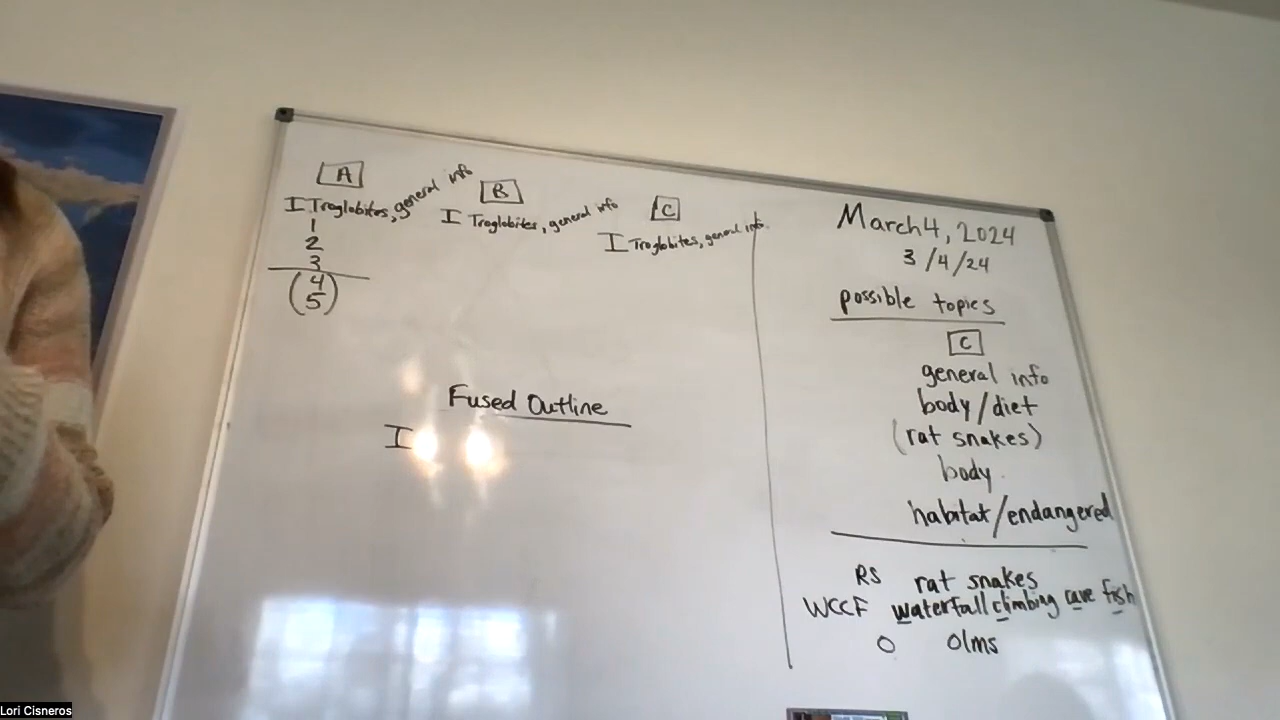 A
I Troglobites, general info
1
2
3
(4
5)
B
I Troglobites, general info
C
I Troglobites, general info.
Fused Outline
I
March 4, 2024
3/4/24
possible topics
C
general info
body/diet
(rat snakes)
body
habitat/endangered
RS rat snakes
WCCF waterfall climbing cave fish
O Olms
Lori Cisneros